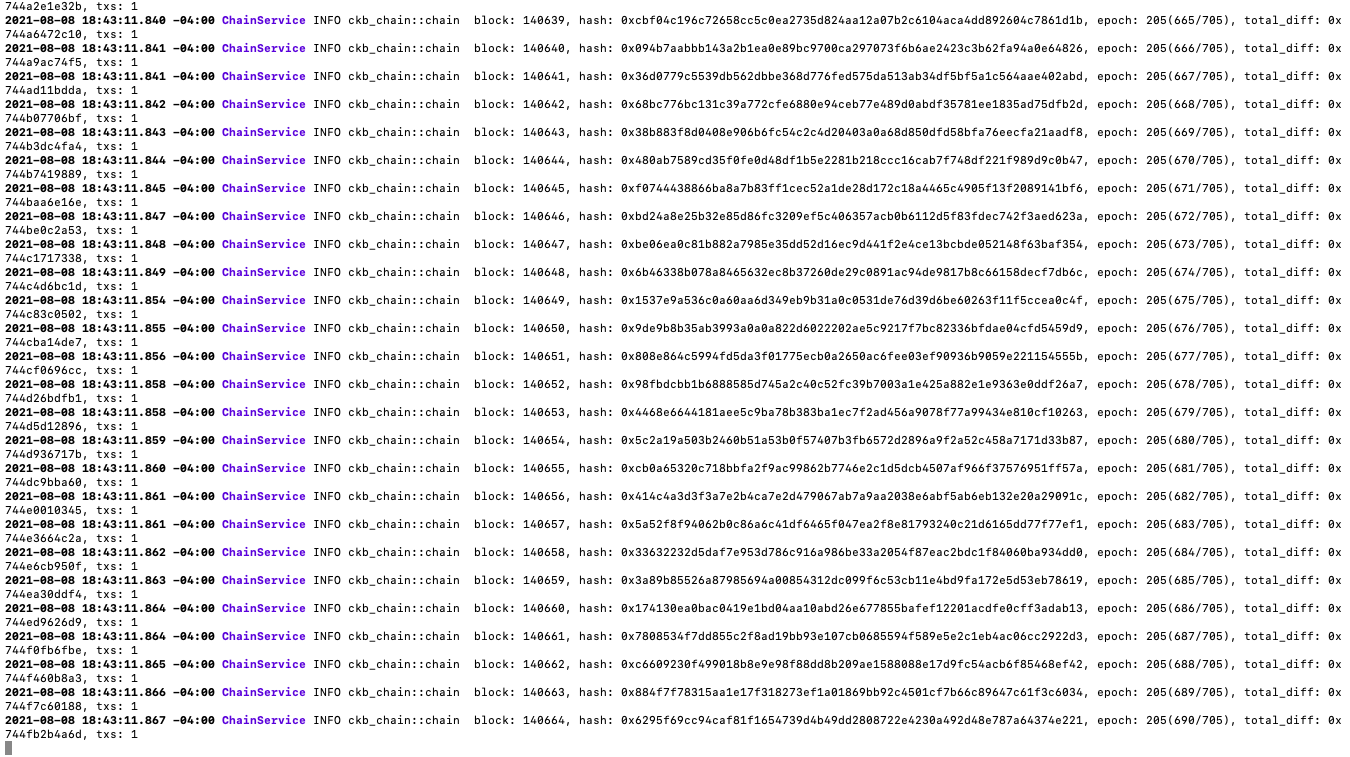 744a2e1e32b, txs: 1
2021-08-08 18:43:11.840 -04:00 ChainService INFO ckb_chain::chain  block: 140639, hash: 0xcbf04c196c72658cc5c0ea2735d824aa12a07b2c6104aca4dd892604c7861d1b, epoch: 205(665/705), total_diff: 0x
744a6472c10, txs: 1
2021-08-08 18:43:11.841 -04:00 ChainService INFO ckb_chain::chain  block: 140640, hash: 0x094b7aabbb143a2b1ea0e89bc9700ca297073f6b6ae2423c3b62fa94a0e64826, epoch: 205(666/705), total_diff: 0x
744a9ac74f5, txs: 1
2021-08-08 18:43:11.841 -04:00 ChainService INFO ckb_chain::chain  block: 140641, hash: 0x36d0779c5539db562dbbe368d776fed575da513ab34df5bf5a1c564aae402abd, epoch: 205(667/705), total_diff: 0x
744ad11bdda, txs: 1
2021-08-08 18:43:11.842 -04:00 ChainService INFO ckb_chain::chain  block: 140642, hash: 0x68bc776bc131c39a772cfe6880e94ceb77e489d0abdf35781ee1835ad75dfb2d, epoch: 205(668/705), total_diff: 0x
744b07706bf, txs: 1
2021-08-08 18:43:11.843 -04:00 ChainService INFO ckb_chain::chain  block: 140643, hash: 0x38b883f8d0408e906b6fc54c2c4d20403a0a68d850dfd58bfa76eecfa21aadf8, epoch: 205(669/705), total_diff: 0x
744b3dc4fa4, txs: 1
2021-08-08 18:43:11.844 -04:00 ChainService INFO ckb_chain::chain  block: 140644, hash: 0x480ab7589cd35f0fe0d48df1b5e2281b218ccc16cab7f748df221f989d9c0b47, epoch: 205(670/705), total_diff: 0x
744b7419889, txs: 1
2021-08-08 18:43:11.845 -04:00 ChainService INFO ckb_chain::chain  block: 140645, hash: 0xf0744438866ba8a7b83ff1cec52a1de28d172c18a4465c4905f13f2089141bf6, epoch: 205(671/705), total_diff: 0x
744baa6e16e, txs: 1
2021-08-08 18:43:11.847 -04:00 ChainService INFO ckb_chain::chain  block: 140646, hash: 0xbd24a8e25b32e85d86fc3209ef5c406357acb0b6112d5f83fdec742f3aed623a, epoch: 205(672/705), total_diff: 0x
744be0c2a53, txs: 1
2021-08-08 18:43:11.848 -04:00 ChainService INFO ckb_chain::chain  block: 140647, hash: 0xbe06ea0c81b882a7985e35dd52d16ec9d441f2e4ce13bcbde052148f63baf354, epoch: 205(673/705), total_diff: 0x
744c1717338, txs: 1
2021-08-08 18:43:11.849 -04:00 ChainService INFO ckb_chain::chain  block: 140648, hash: 0x6b46338b078a8465632ec8b37260de29c0891ac94de9817b8c66158decf7db6c, epoch: 205(674/705), total_diff: 0x
744c4d6bc1d, txs: 1
2021-08-08 18:43:11.854 -04:00 ChainService INFO ckb_chain::chain  block: 140649, hash: 0x1537e9a536c0a60aa6d349eb9b31a0c0531de76d39d6be60263f11f5ccea0c4f, epoch: 205(675/705), total_diff: 0x
744c83c0502, txs: 1
2021-08-08 18:43:11.855 -04:00 ChainService INFO ckb_chain::chain  block: 140650, hash: 0x9de9b8b35ab3993a0a0a822d6022202ae5c9217f7bc82336bfdae04cfd5459d9, epoch: 205(676/705), total_diff: 0x
744cba14de7, txs: 1
2021-08-08 18:43:11.856 -04:00 ChainService INFO ckb_chain::chain  block: 140651, hash: 0x808e864c5994fd5da3f01775ecb0a2650ac6fee03ef90936b9059e221154555b, epoch: 205(677/705), total_diff: 0x
744cf0696cc, txs: 1
2021-08-08 18:43:11.858 -04:00 ChainService INFO ckb_chain::chain  block: 140652, hash: 0x98fbdcbb1b6888585d745a2c40c52fc39b7003a1e425a882e1e9363e0ddf26a7, epoch: 205(678/705), total_diff: 0x
744d26bdfb1, txs: 1
2021-08-08 18:43:11.858 -04:00 ChainService INFO ckb_chain::chain  block: 140653, hash: 0x4468e6644181aee5c9ba78b383ba1ec7f2ad456a9078f77a99434e810cf10263, epoch: 205(679/705), total_diff: 0x
744d5d12896, txs: 1
2021-08-08 18:43:11.859 -04:00 ChainService INFO ckb_chain::chain  block: 140654, hash: 0x5c2a19a503b2460b51a53b0f57407b3fb6572d2896a9f2a52c458a7171d33b87, epoch: 205(680/705), total_diff: 0x
744d936717b, txs: 1
2021-08-08 18:43:11.860 -04:00 ChainService INFO ckb_chain::chain  block: 140655, hash: 0xcb0a65320c718bbfa2f9ac99862b7746e2c1d5dcb4507af966f37576951ff57a, epoch: 205(681/705), total_diff: 0x
744dc9bba60, txs: 1
2021-08-08 18:43:11.861 -04:00 ChainService INFO ckb_chain::chain  block: 140656, hash: 0x414c4a3d3f3a7e2b4ca7e2d479067ab7a9aa2038e6abf5ab6eb132e20a29091c, epoch: 205(682/705), total_diff: 0x
744e0010345, txs: 1
2021-08-08 18:43:11.861 -04:00 ChainService INFO ckb_chain::chain  block: 140657, hash: 0x5a52f8f94062b0c86a6c41df6465f047ea2f8e81793240c21d6165dd77f77ef1, epoch: 205(683/705), total_diff: 0x
744e3664c2a, txs: 1
2021-08-08 18:43:11.862 -04:00 ChainService INFO ckb_chain::chain  block: 140658, hash: 0x33632232d5daf7e953d786c916a986be33a2054f87eac2bdc1f84060ba934dd0, epoch: 205(684/705), total_diff: 0x
744e6cb950f, txs: 1
2021-08-08 18:43:11.863 -04:00 ChainService INFO ckb_chain::chain  block: 140659, hash: 0x3a89b85526a87985694a00854312dc099f6c53cb11e4bd9fa172e5d53eb78619, epoch: 205(685/705), total_diff: 0x
744ea30ddf4, txs: 1
2021-08-08 18:43:11.864 -04:00 ChainService INFO ckb_chain::chain  block: 140660, hash: 0x174130ea0bac0419e1bd04aa10abd26e677855bafef12201acdfe0cff3adab13, epoch: 205(686/705), total_diff: 0x
744ed9626d9, txs: 1
2021-08-08 18:43:11.864 -04:00 ChainService INFO ckb_chain::chain  block: 140661, hash: 0x7808534f7dd855c2f8ad19bb93e107cb0685594f589e5e2c1eb4ac06cc2922d3, epoch: 205(687/705), total_diff: 0x
744f0fb6fbe, txs: 1
2021-08-08 18:43:11.865 -04:00 ChainService INFO ckb_chain::chain  block: 140662, hash: 0xc6609230f499018b8e9e98f88dd8b209ae1588088e17d9fc54acb6f85468ef42, epoch: 205(688/705), total_diff: 0x
744f460b8a3, txs: 1
2021-08-08 18:43:11.866 -04:00 ChainService INFO ckb_chain::chain  block: 140663, hash: 0x884f7f78315aa1e17f318273ef1a01869bb92c4501cf7b66c89647c61f3c6034, epoch: 205(689/705), total_diff: 0x
744f7c60188, txs: 1
2021-08-08 18:43:11.867 -04:00 ChainService INFO ckb_chain::chain  block: 140664, hash: 0x6295f69cc94caf81f1654739d4b49dd2808722e4230a492d48e787a64374e221, epoch: 205(690/705), total_diff: 0x
744fb2b4a6d, txs: 1